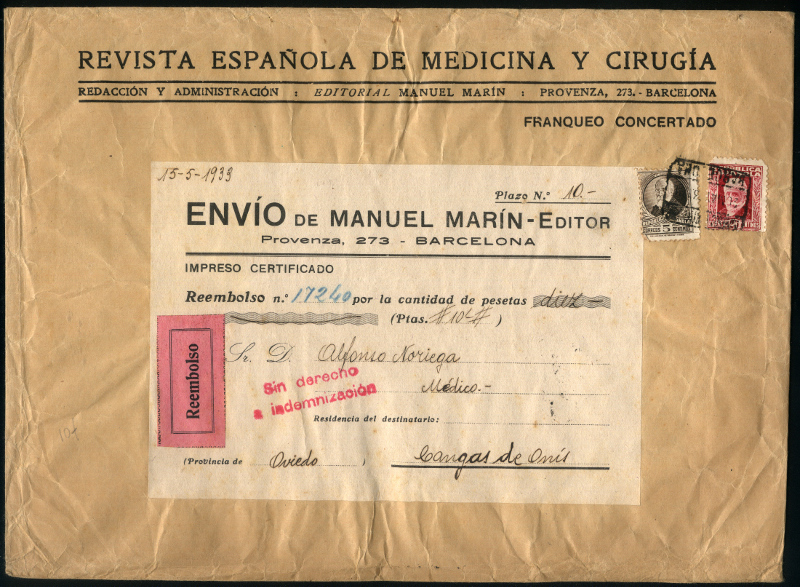 REVISTA ESPAÑOLA DE MEDICINA Y CIRUGÍA
REDACCIÓN Y ADMINISTRACIÓN : EDITORIAL MANUEL MARÍN : PROVENZA, 273.-BARCELONA
FRANQUEO CONCERTADO
15-5-1933
Plazo N.º 10.-
ENVÍO DE MANUEL MARÍN-EDITOR
Provenza, 273 - BARCELONA
IMPRESO CERTIFICADO
Reembolso n.º 17240 por la cantidad de pesetas diez
(Ptas. #10'-# )
Reembolso
Sr. D. Alfonso Noriega
Sin derecho
a indemnización
Médico.-
Residencia del destinatario:
(Provincia de Oviedo ) Cangas de Onís
CORREOS 5 CENTIMOS